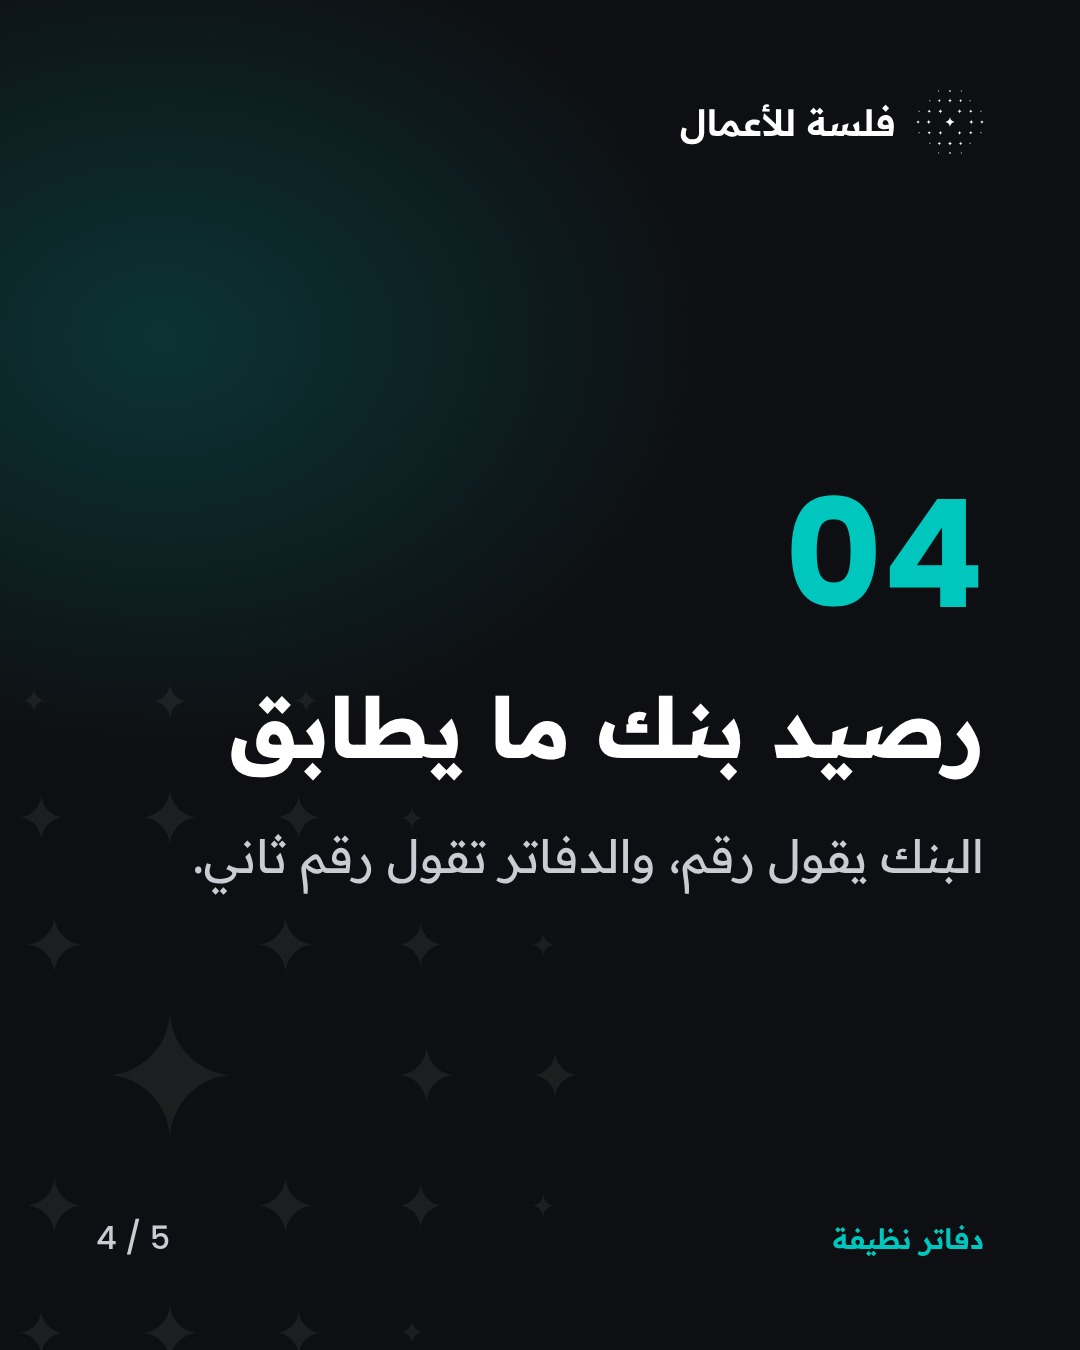 فلسة للأعمال
04
رصيد بنك ما يطابق
البنك يقول رقم، والدفاتر تقول رقم ثاني.
دفاتر نظيفة
4 / 5